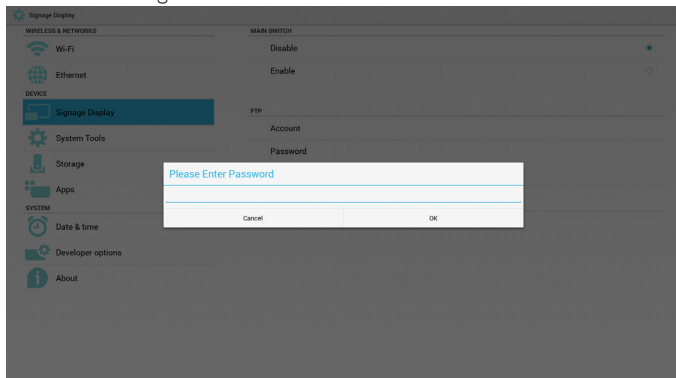 Signage Display
WIRELESS & NETWORKS
Wi-Fi
Ethernet
DEVICE
Signage Display
System Tools
Storage
Apps
SYSTEM
Date & time
Developer options
About
MAIN SWITCH
Disable
Enable
FTP
Account
Password
Please Enter Password
Cancel
OK